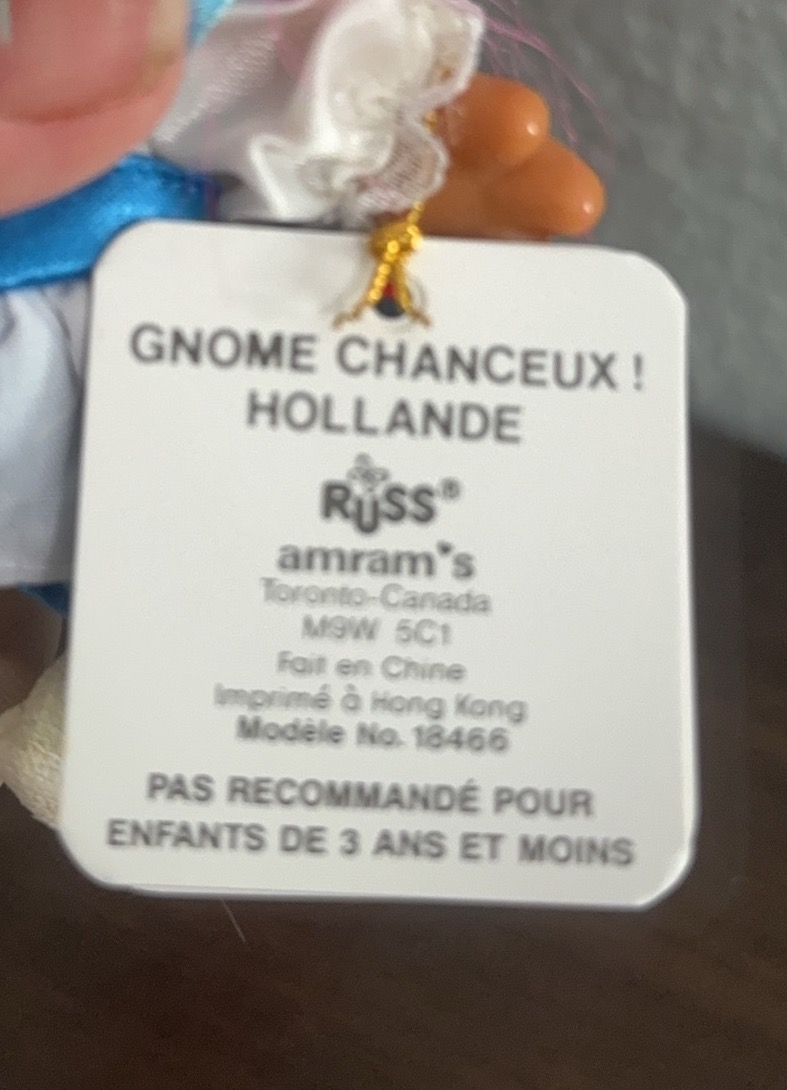 GNOME CHANCEUX !
HOLLANDE
RUSS®
amram's
Toronto-Canada
M9W 5C1
Fait en Chine
Imprimé à Hong Kong
Modèle No. 18466
PAS RECOMMANDÉ POUR
ENFANTS DE 3 ANS ET MOINS